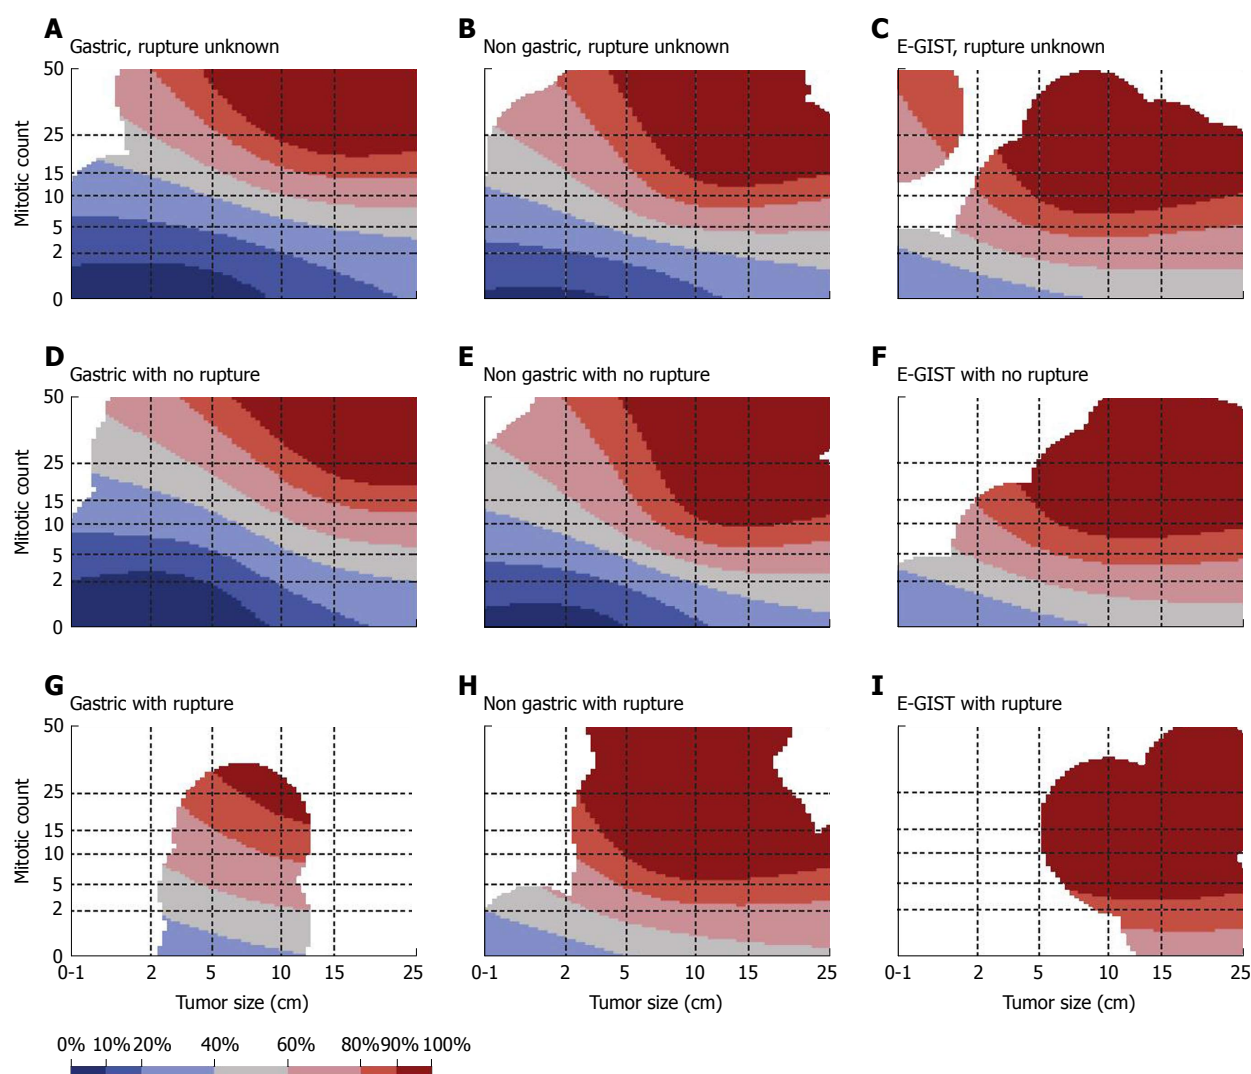 A Gastric, rupture unknown
B Non gastric, rupture unknown
C E-GIST, rupture unknown
Mitotic count
50
25
15
10
5
2
0
D Gastric with no rupture
E Non gastric with no rupture
F E-GIST with no rupture
Mitotic count
50
25
15
10
5
2
0
G Gastric with rupture
H Non gastric with rupture
I E-GIST with rupture
Mitotic count
50
25
15
10
5
2
0
0-1 2 5 10 15 25
0-1 2 5 10 15 25
0-1 2 5 10 15 25
Tumor size (cm)
Tumor size (cm)
Tumor size (cm)
0% 10% 20% 40% 60% 80% 90% 100%